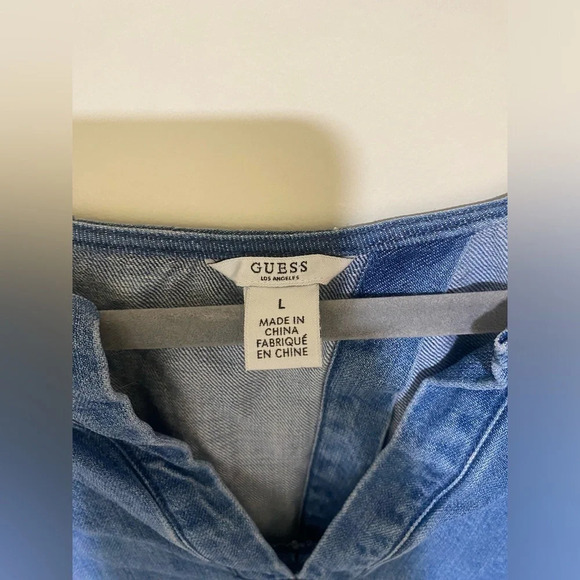 GUESS
LOS ANGELES
L
MADE IN
CHINA
FABRIQUÉ
EN CHINE